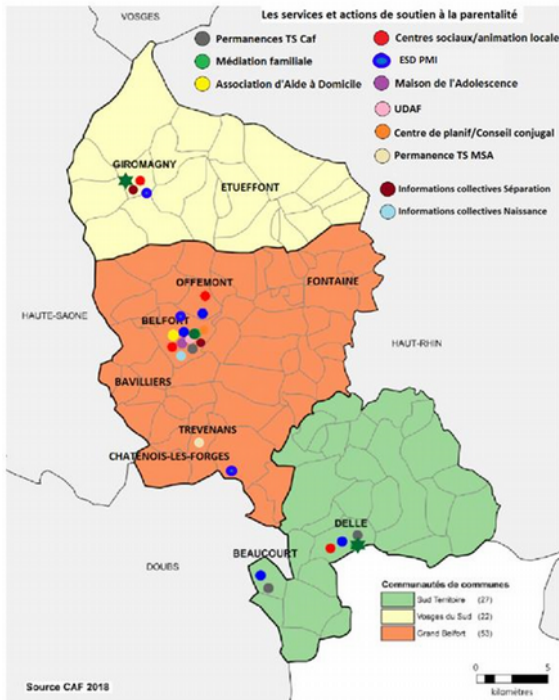 Les services et actions de soutien à la parentalité
VOSGES
Permanences TS Caf
Médiation familiale
Association d'Aide à Domicile
Centres sociaux/animation locale
ESD PMI
Maison de l'Adolescence
UDAF
Centre de planif/Conseil conjugal
Permanence TS MSA
Informations collectives Séparation
Informations collectives Naissance
GIROMAGNY
ETUEFFONT
OFFEMONT
FONTAINE
HAUTE-SAONE
BELFORT
HAUT-RHIN
BAVILLIERS
TREVENANS
CHATENOIS-LES-FORGES
DELLE
BEAUCOURT
DOUBS
Communautés de communes
Sud Territoire (27)
Vosges du Sud (22)
Grand Belfort (53)
Source CAF 2018
0 5
kilomètres